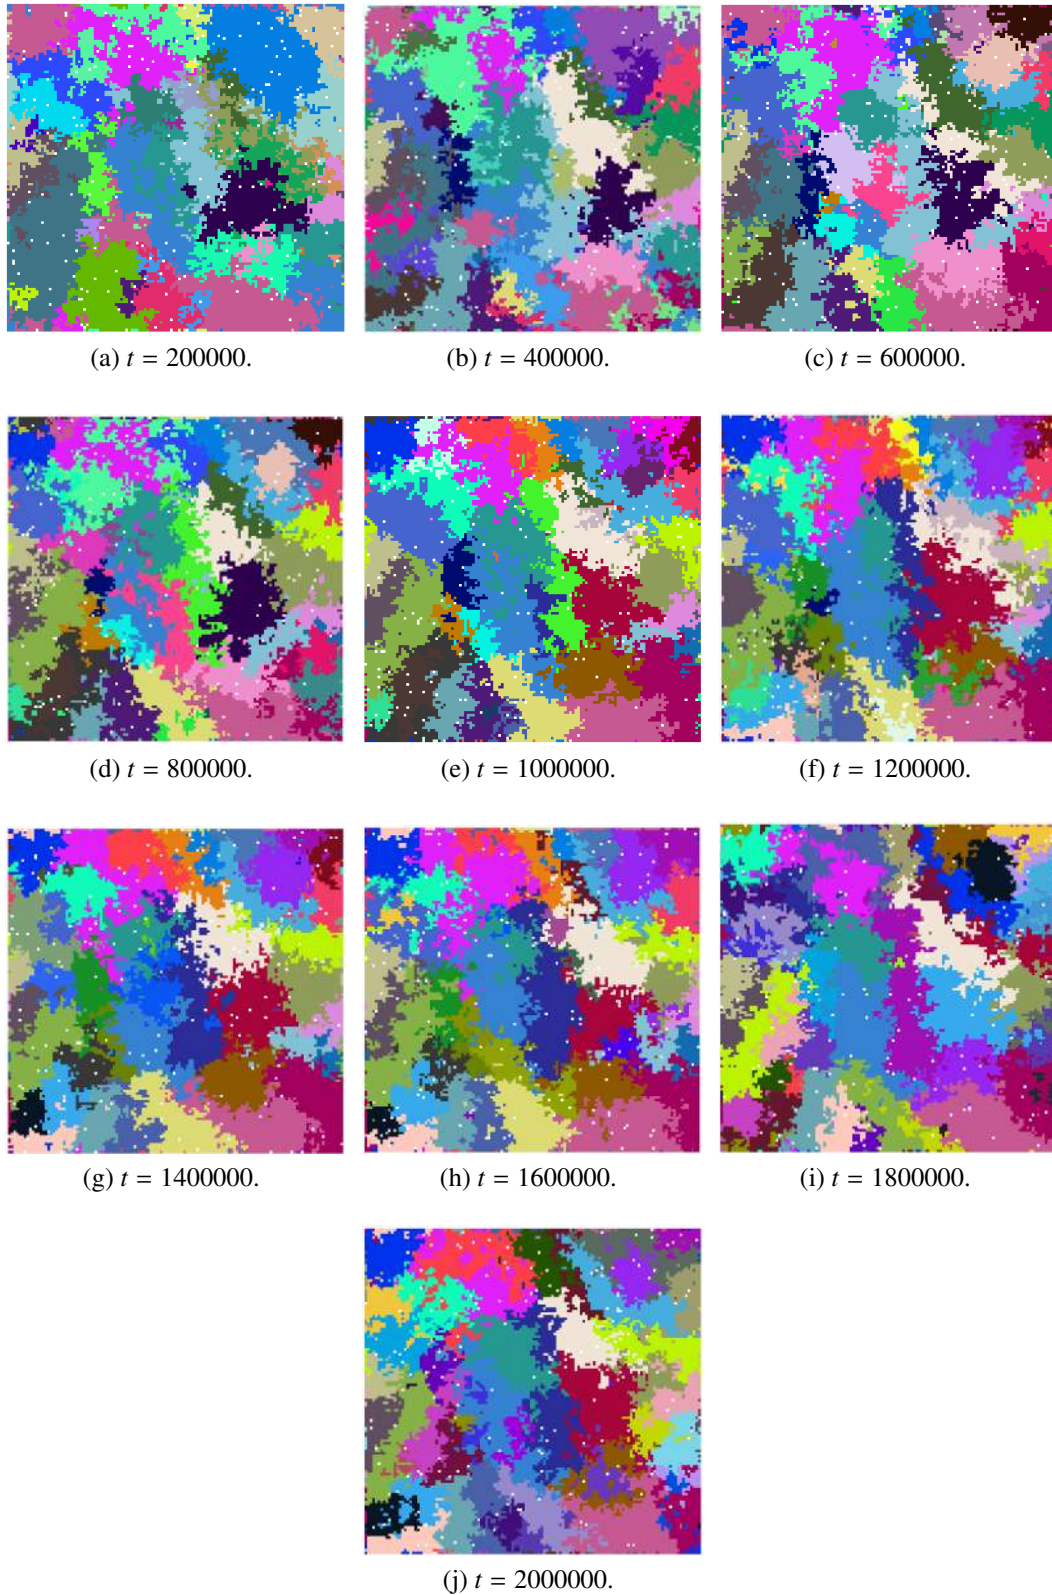 (a) t = 200000.
(b) t = 400000.
(c) t = 600000.
(d) t = 800000.
(e) t = 1000000.
(f) t = 1200000.
(g) t = 1400000.
(h) t = 1600000.
(i) t = 1800000.
(j) t = 2000000.